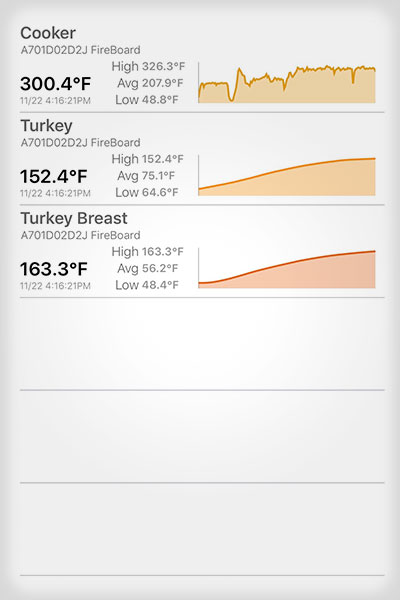 Cooker
A701D02D2J FireBoard
300.4°F
11/22 4:16:21PM
High 326.3°F
Avg 207.9°F
Low 48.8°F
Turkey
A701D02D2J FireBoard
152.4°F
11/22 4:16:21PM
High 152.4°F
Avg 75.1°F
Low 64.6°F
Turkey Breast
A701D02D2J FireBoard
163.3°F
11/22 4:16:21PM
High 163.3°F
Avg 56.2°F
Low 48.4°F